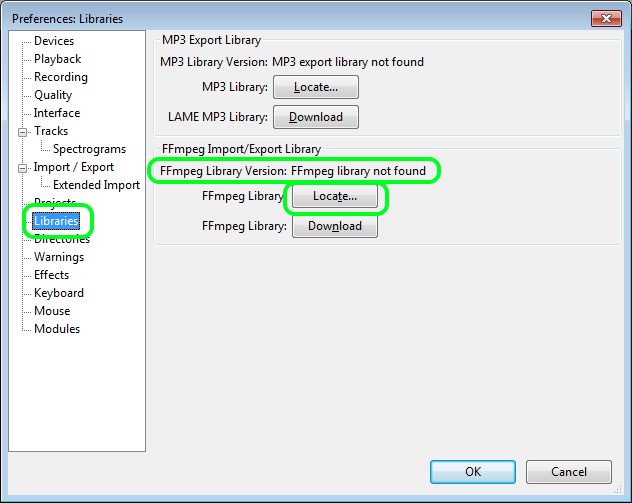 Preferences: Libraries
Devices
Playback
Recording
Quality
Interface
Tracks
Spectrograms
Import / Export
Extended Import
Projects
Libraries
Directories
Warnings
Effects
Keyboard
Mouse
Modules
MP3 Export Library
MP3 Library Version: MP3 export library not found
MP3 Library: Locate...
LAME MP3 Library: Download
FFmpeg Import/Export Library
FFmpeg Library Version: FFmpeg library not found
FFmpeg Library: Locate...
FFmpeg Library: Download
OK Cancel